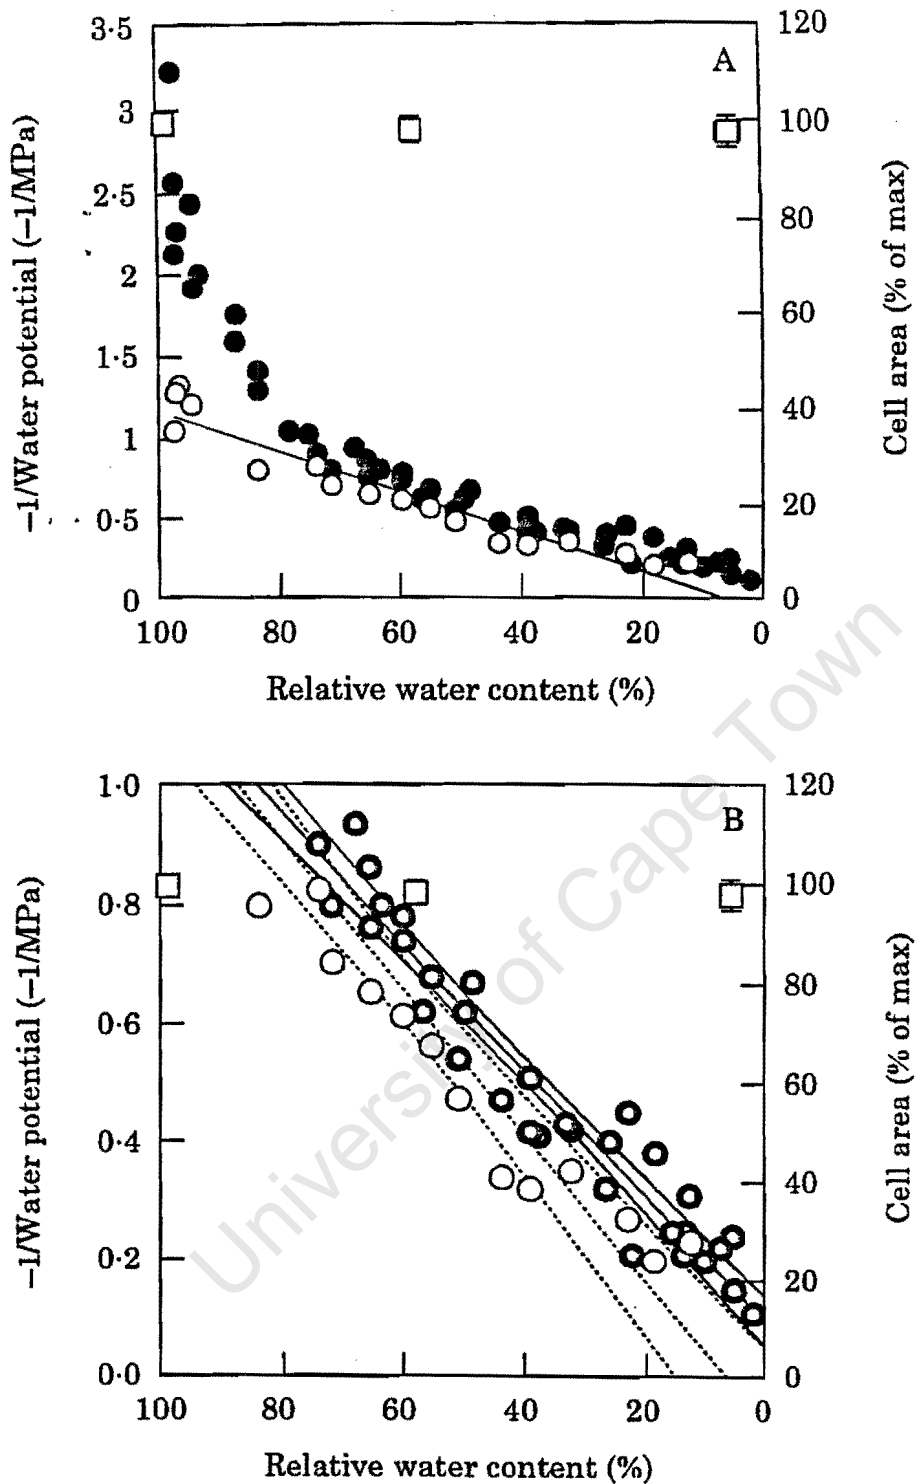 A
−1/Water potential (−1/MPa)
3·5
3
2·5
2
1·5
1
0·5
0
120
100
80
60
40
20
0
Cell area (% of max)
100 80 60 40 20 0
Relative water content (%)
B
−1/Water potential (−1/MPa)
1·0
0·8
0·6
0·4
0·2
0·0
120
100
80
60
40
20
0
Cell area (% of max)
100 80 60 40 20 0
Relative water content (%)
University of Cape Town